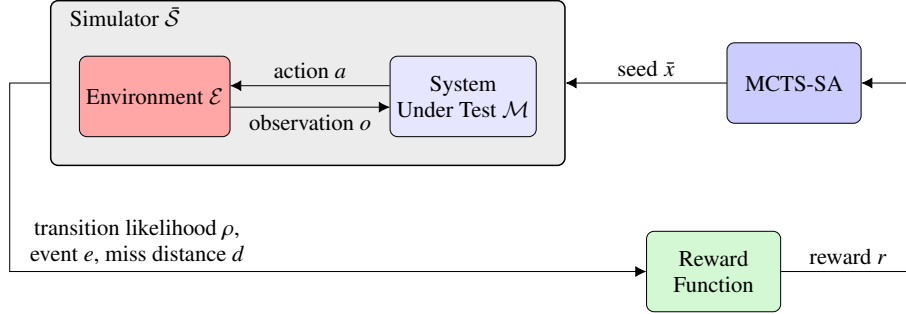 Simulator 𝒮̄
Environment ℰ
action a
observation o
System
Under Test ℳ
seed x̄
MCTS-SA
transition likelihood ρ,
event e, miss distance d
Reward
Function
reward r